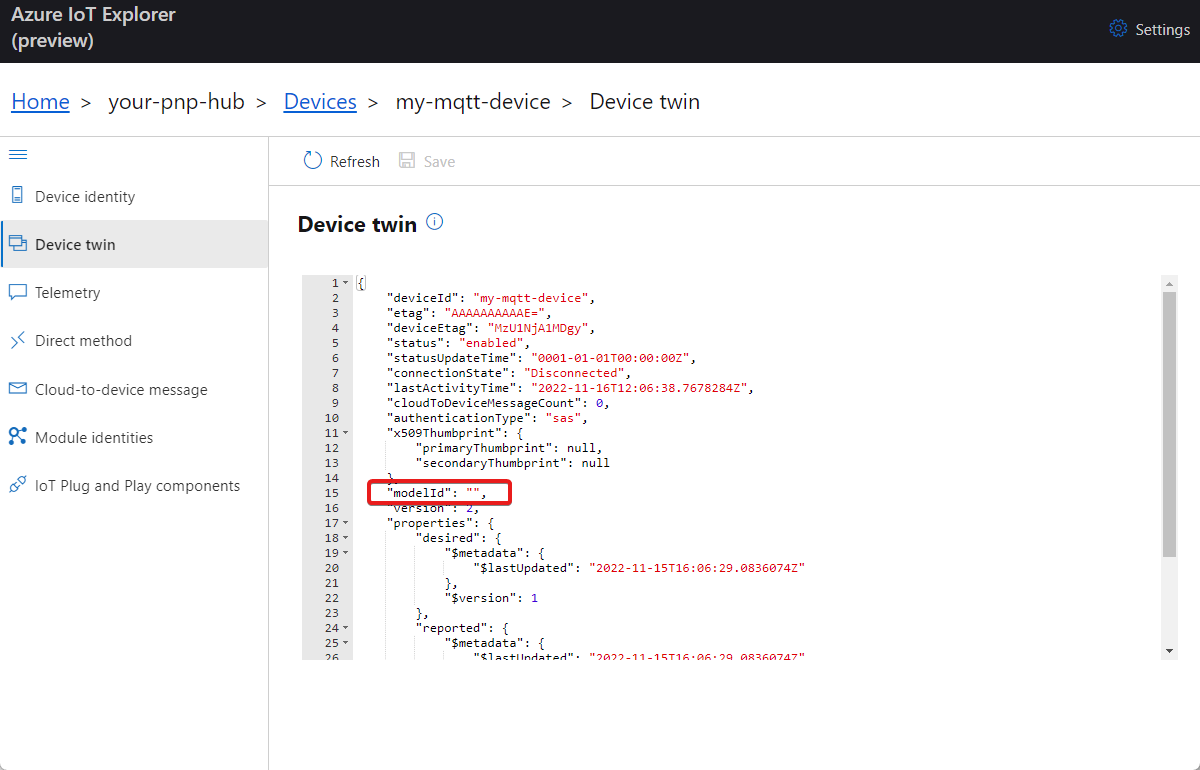 Azure IoT Explorer
(preview)
Settings
Home > your-pnp-hub > Devices > my-mqtt-device > Device twin
Refresh Save
Device identity
Device twin
Telemetry
Direct method
Cloud-to-device message
Module identities
IoT Plug and Play components
Device twin
1 {
2 "deviceId": "my-mqtt-device",
3 "etag": "AAAAAAAAAAE=",
4 "deviceEtag": "MzU1NjA1MDgy",
5 "status": "enabled",
6 "statusUpdateTime": "0001-01-01T00:00:00Z",
7 "connectionState": "Disconnected",
8 "lastActivityTime": "2022-11-16T12:06:38.7678284Z",
9 "cloudToDeviceMessageCount": 0,
10 "authenticationType": "sas",
11 "x509Thumbprint": {
12 "primaryThumbprint": null,
13 "secondaryThumbprint": null
14 },
15 "modelId": "",
16 "version": 2,
17 "properties": {
18 "desired": {
19 "$metadata": {
20 "$lastUpdated": "2022-11-15T16:06:29.0836074Z"
21 },
22 "$version": 1
23 },
24 "reported": {
25 "$metadata": {
26 "$lastUpdated": "2022-11-15T16:06:29.0836074Z"